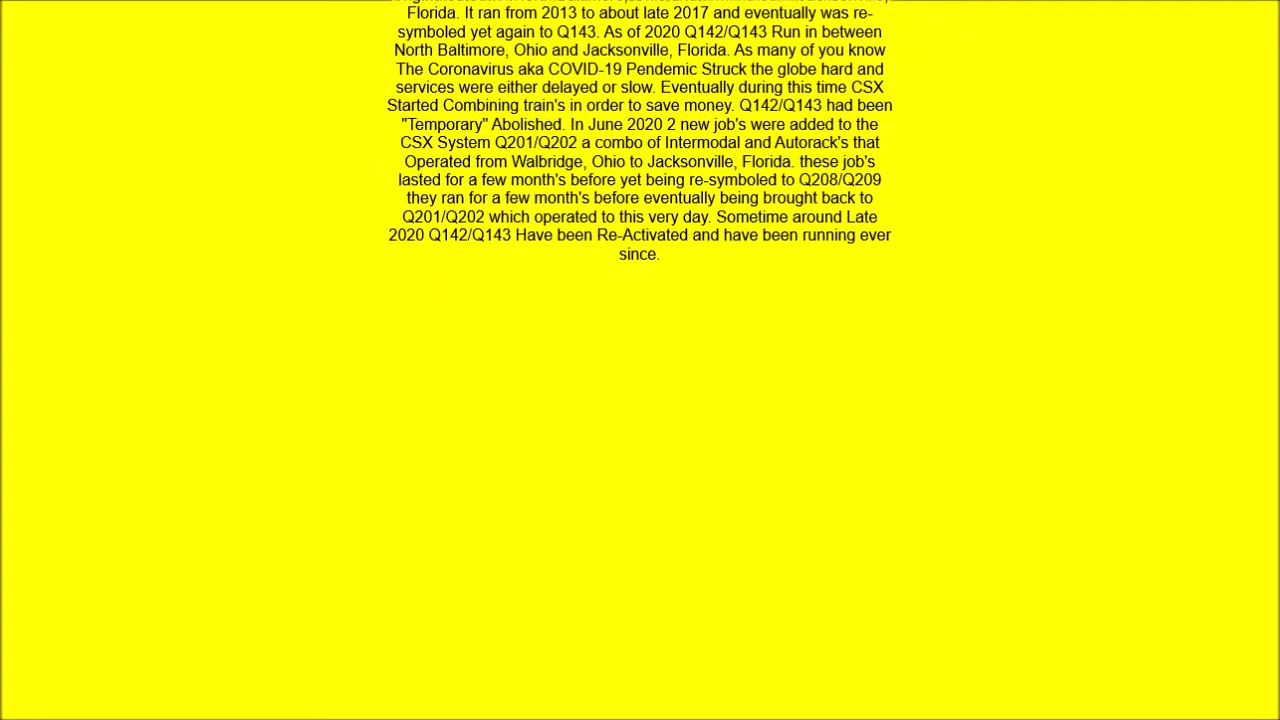 Florida. It ran from 2013 to about late 2017 and eventually was re-
symboled yet again to Q143. As of 2020 Q142/Q143 Run in between
North Baltimore, Ohio and Jacksonville, Florida. As many of you know
The Coronavirus aka COVID-19 Pendemic Struck the globe hard and
services were either delayed or slow. Eventually during this time CSX
Started Combining train's in order to save money. Q142/Q143 had been
"Temporary" Abolished. In June 2020 2 new job's were added to the
CSX System Q201/Q202 a combo of Intermodal and Autorack's that
Operated from Walbridge, Ohio to Jacksonville, Florida. these job's
lasted for a few month's before yet being re-symboled to Q208/Q209
they ran for a few month's before eventually being brought back to
Q201/Q202 which operated to this very day. Sometime around Late
2020 Q142/Q143 Have been Re-Activated and have been running ever
since.